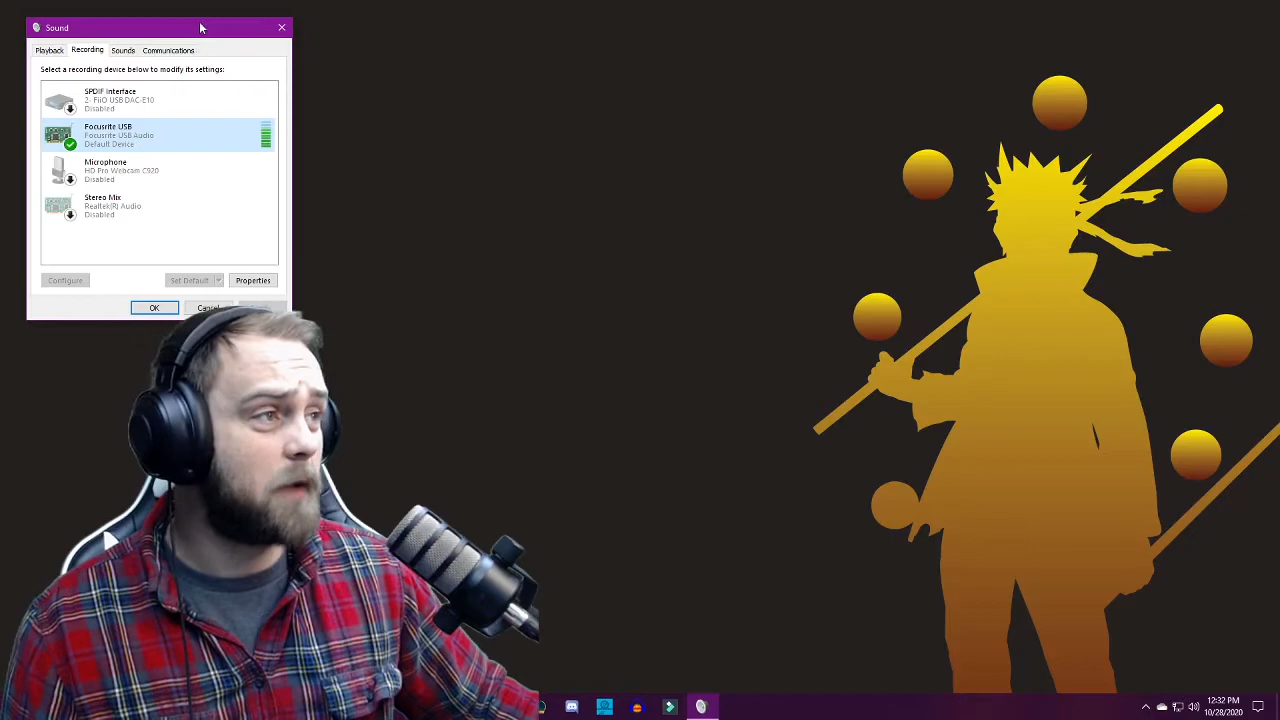 Sound
Playback
Recording
Sounds
Communications
Select a recording device below to modify its settings:
SPDIF Interface
2- FiiO USB DAC-E10
Disabled
Focusrite USB
Focusrite USB Audio
Default Device
Microphone
HD Pro Webcam C920
Disabled
Stereo Mix
Realtek(R) Audio
Disabled
Configure
Set Default
Properties
OK
Cancel
12:32 PM
10/28/2020